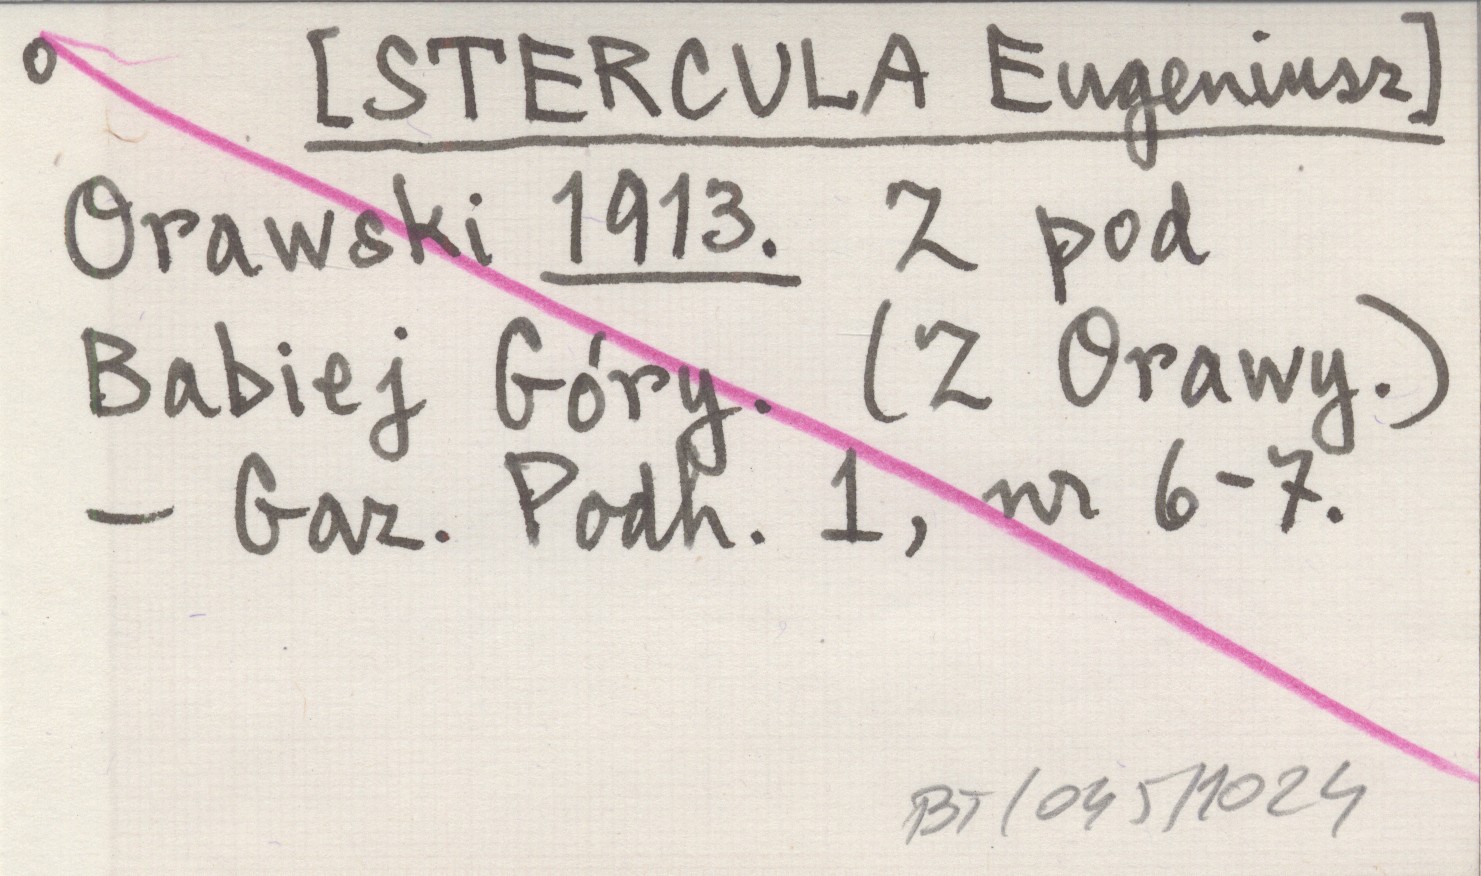 o [STERCULA Eugeniusz]
Orawski 1913. Z pod
Babiej Góry. (Z Orawy.)
– Gaz. Podh. 1, nr 6-7.
BT/045/1024